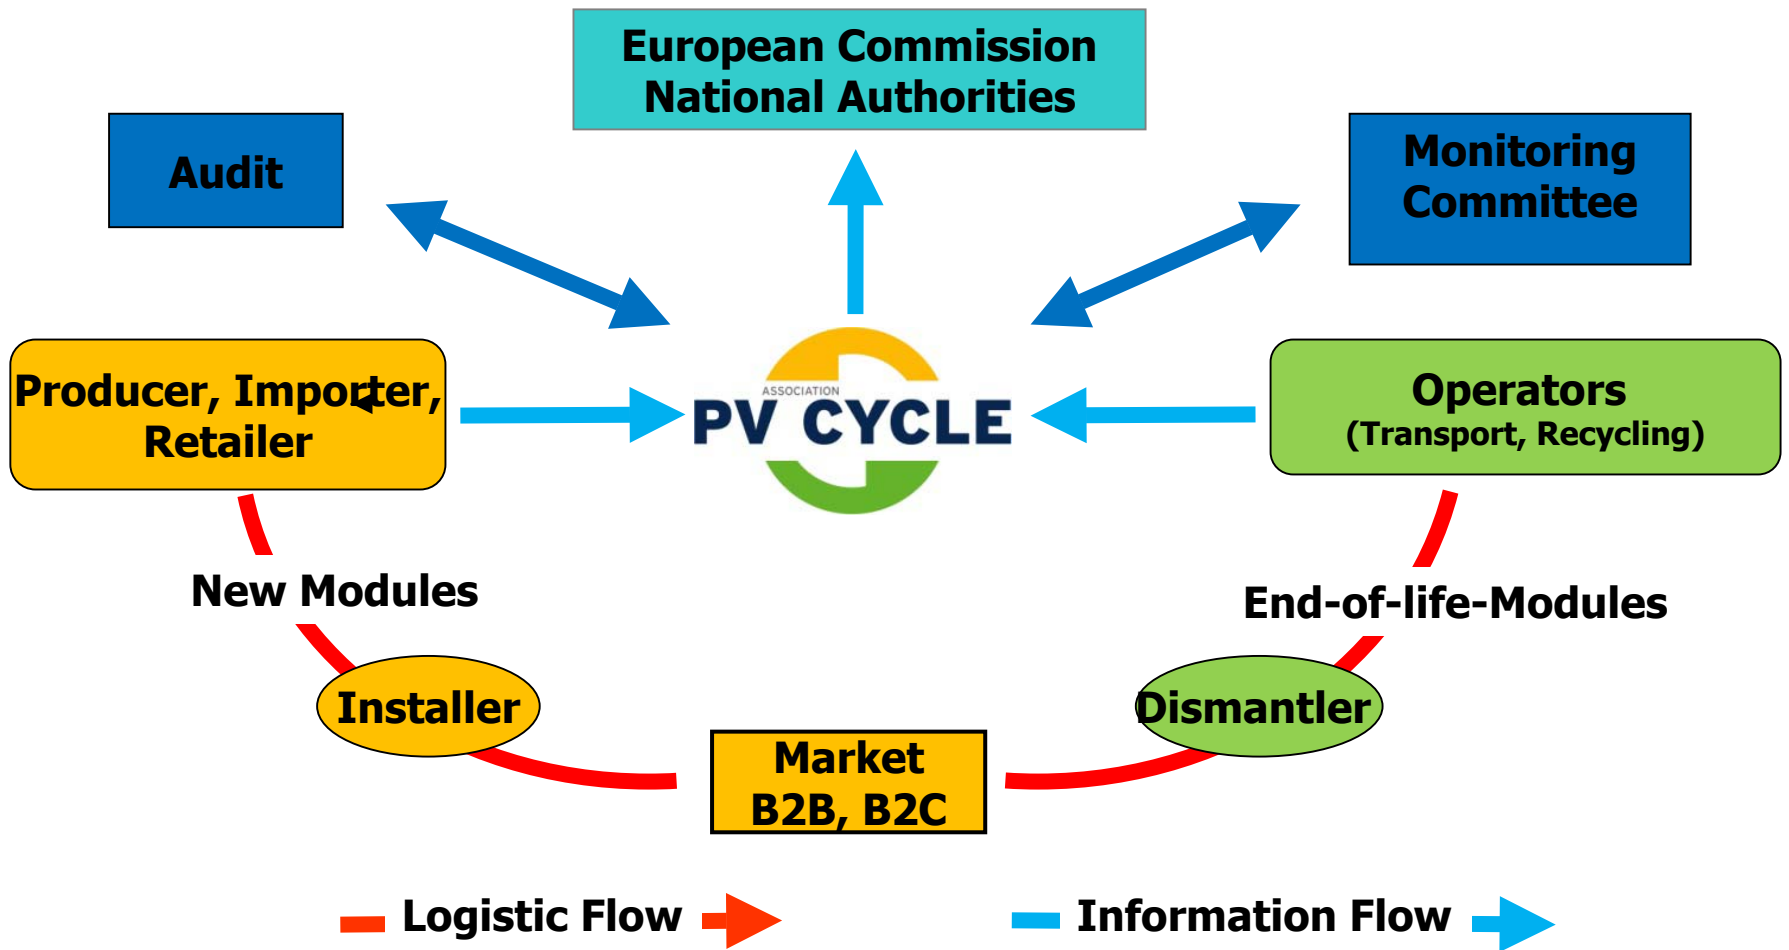 European Commission
National Authorities
Audit
Monitoring
Committee
Producer, Importer,
Retailer
ASSOCIATION
PV CYCLE
Operators
(Transport, Recycling)
New Modules
End-of-life-Modules
Installer
Dismantler
Market
B2B, B2C
Logistic Flow
Information Flow